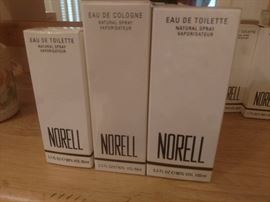 EAU DE TOILETTE
NATURAL SPRAY
VAPORISATEUR
NORELL
EAU DE COLOGNE
NATURAL SPRAY
VAPORISATEUR
NORELL
EAU DE TOILETTE
NATURAL SPRAY
VAPORISATEUR
NORELL